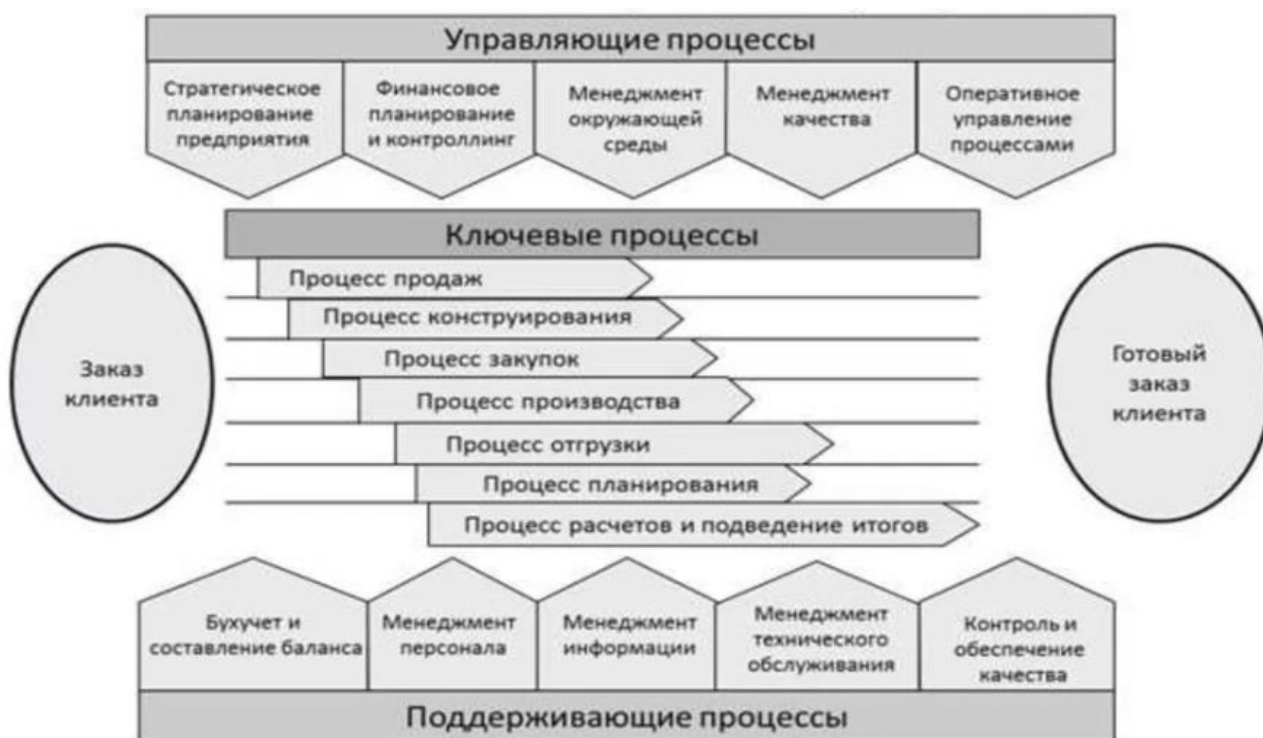 Управляющие процессы
Стратегическое
планирование
предприятия
Финансовое
планирование
и контроллинг
Менеджмент
окружающей
среды
Менеджмент
качества
Оперативное
управление
процессами
Ключевые процессы
Процесс продаж
Процесс конструирования
Процесс закупок
Процесс производства
Процесс отгрузки
Процесс планирования
Процесс расчетов и подведение итогов
Заказ
клиента
Готовый
заказ
клиента
Бухучет и
составление баланса
Менеджмент
персонала
Менеджмент
информации
Менеджмент
технического
обслуживания
Контроль и
обеспечение
качества
Поддерживающие процессы